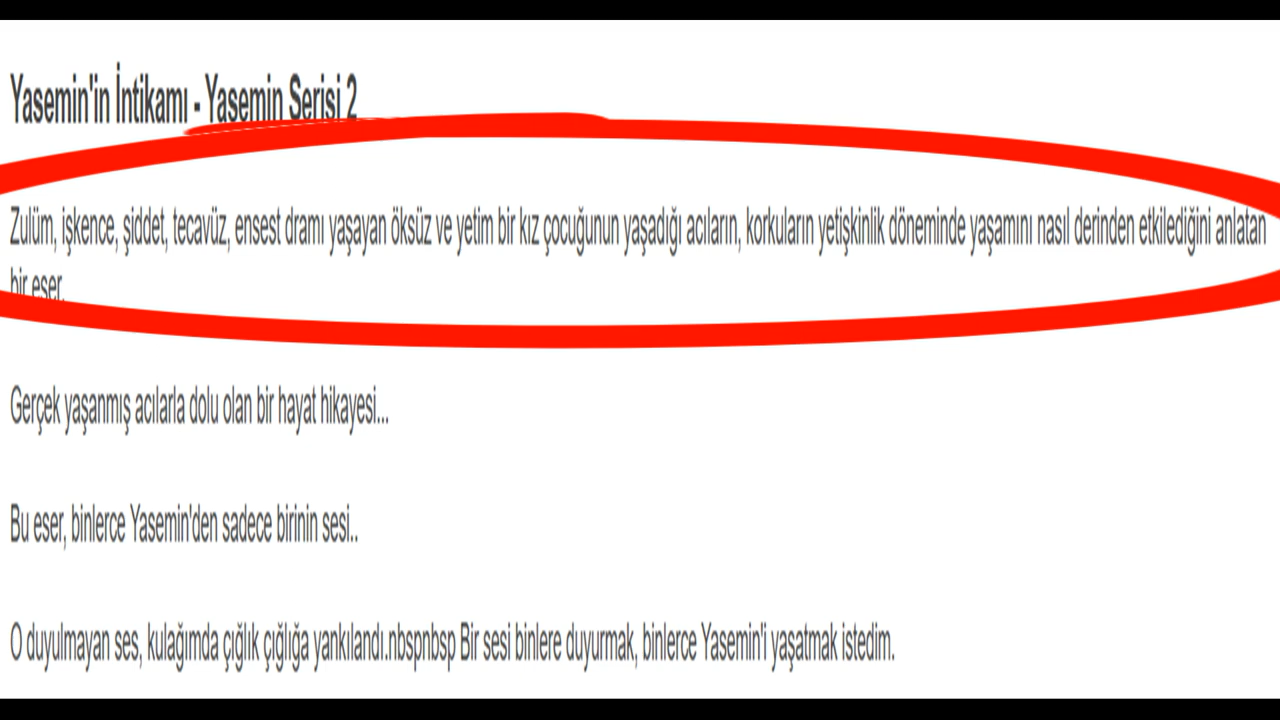 Yasemin'in İntikamı - Yasemin Serisi 2
Zulüm, işkence, şiddet, tecavüz, ensest dramı yaşayan öksüz ve yetim bir kız çocuğunun yaşadığı acıların, korkuların yetişkinlik döneminde yaşamını nasıl derinden etkilediğini anlatan
bir eser.
Gerçek yaşanmış acılarla dolu olan bir hayat hikayesi...
Bu eser, binlerce Yasemin'den sadece birinin sesi..
O duyulmayan ses, kulağımda çığlık çığlığa yankılandı.nbspnbsp Bir sesi binlere duyurmak, binlerce Yasemin'i yaşatmak istedim.